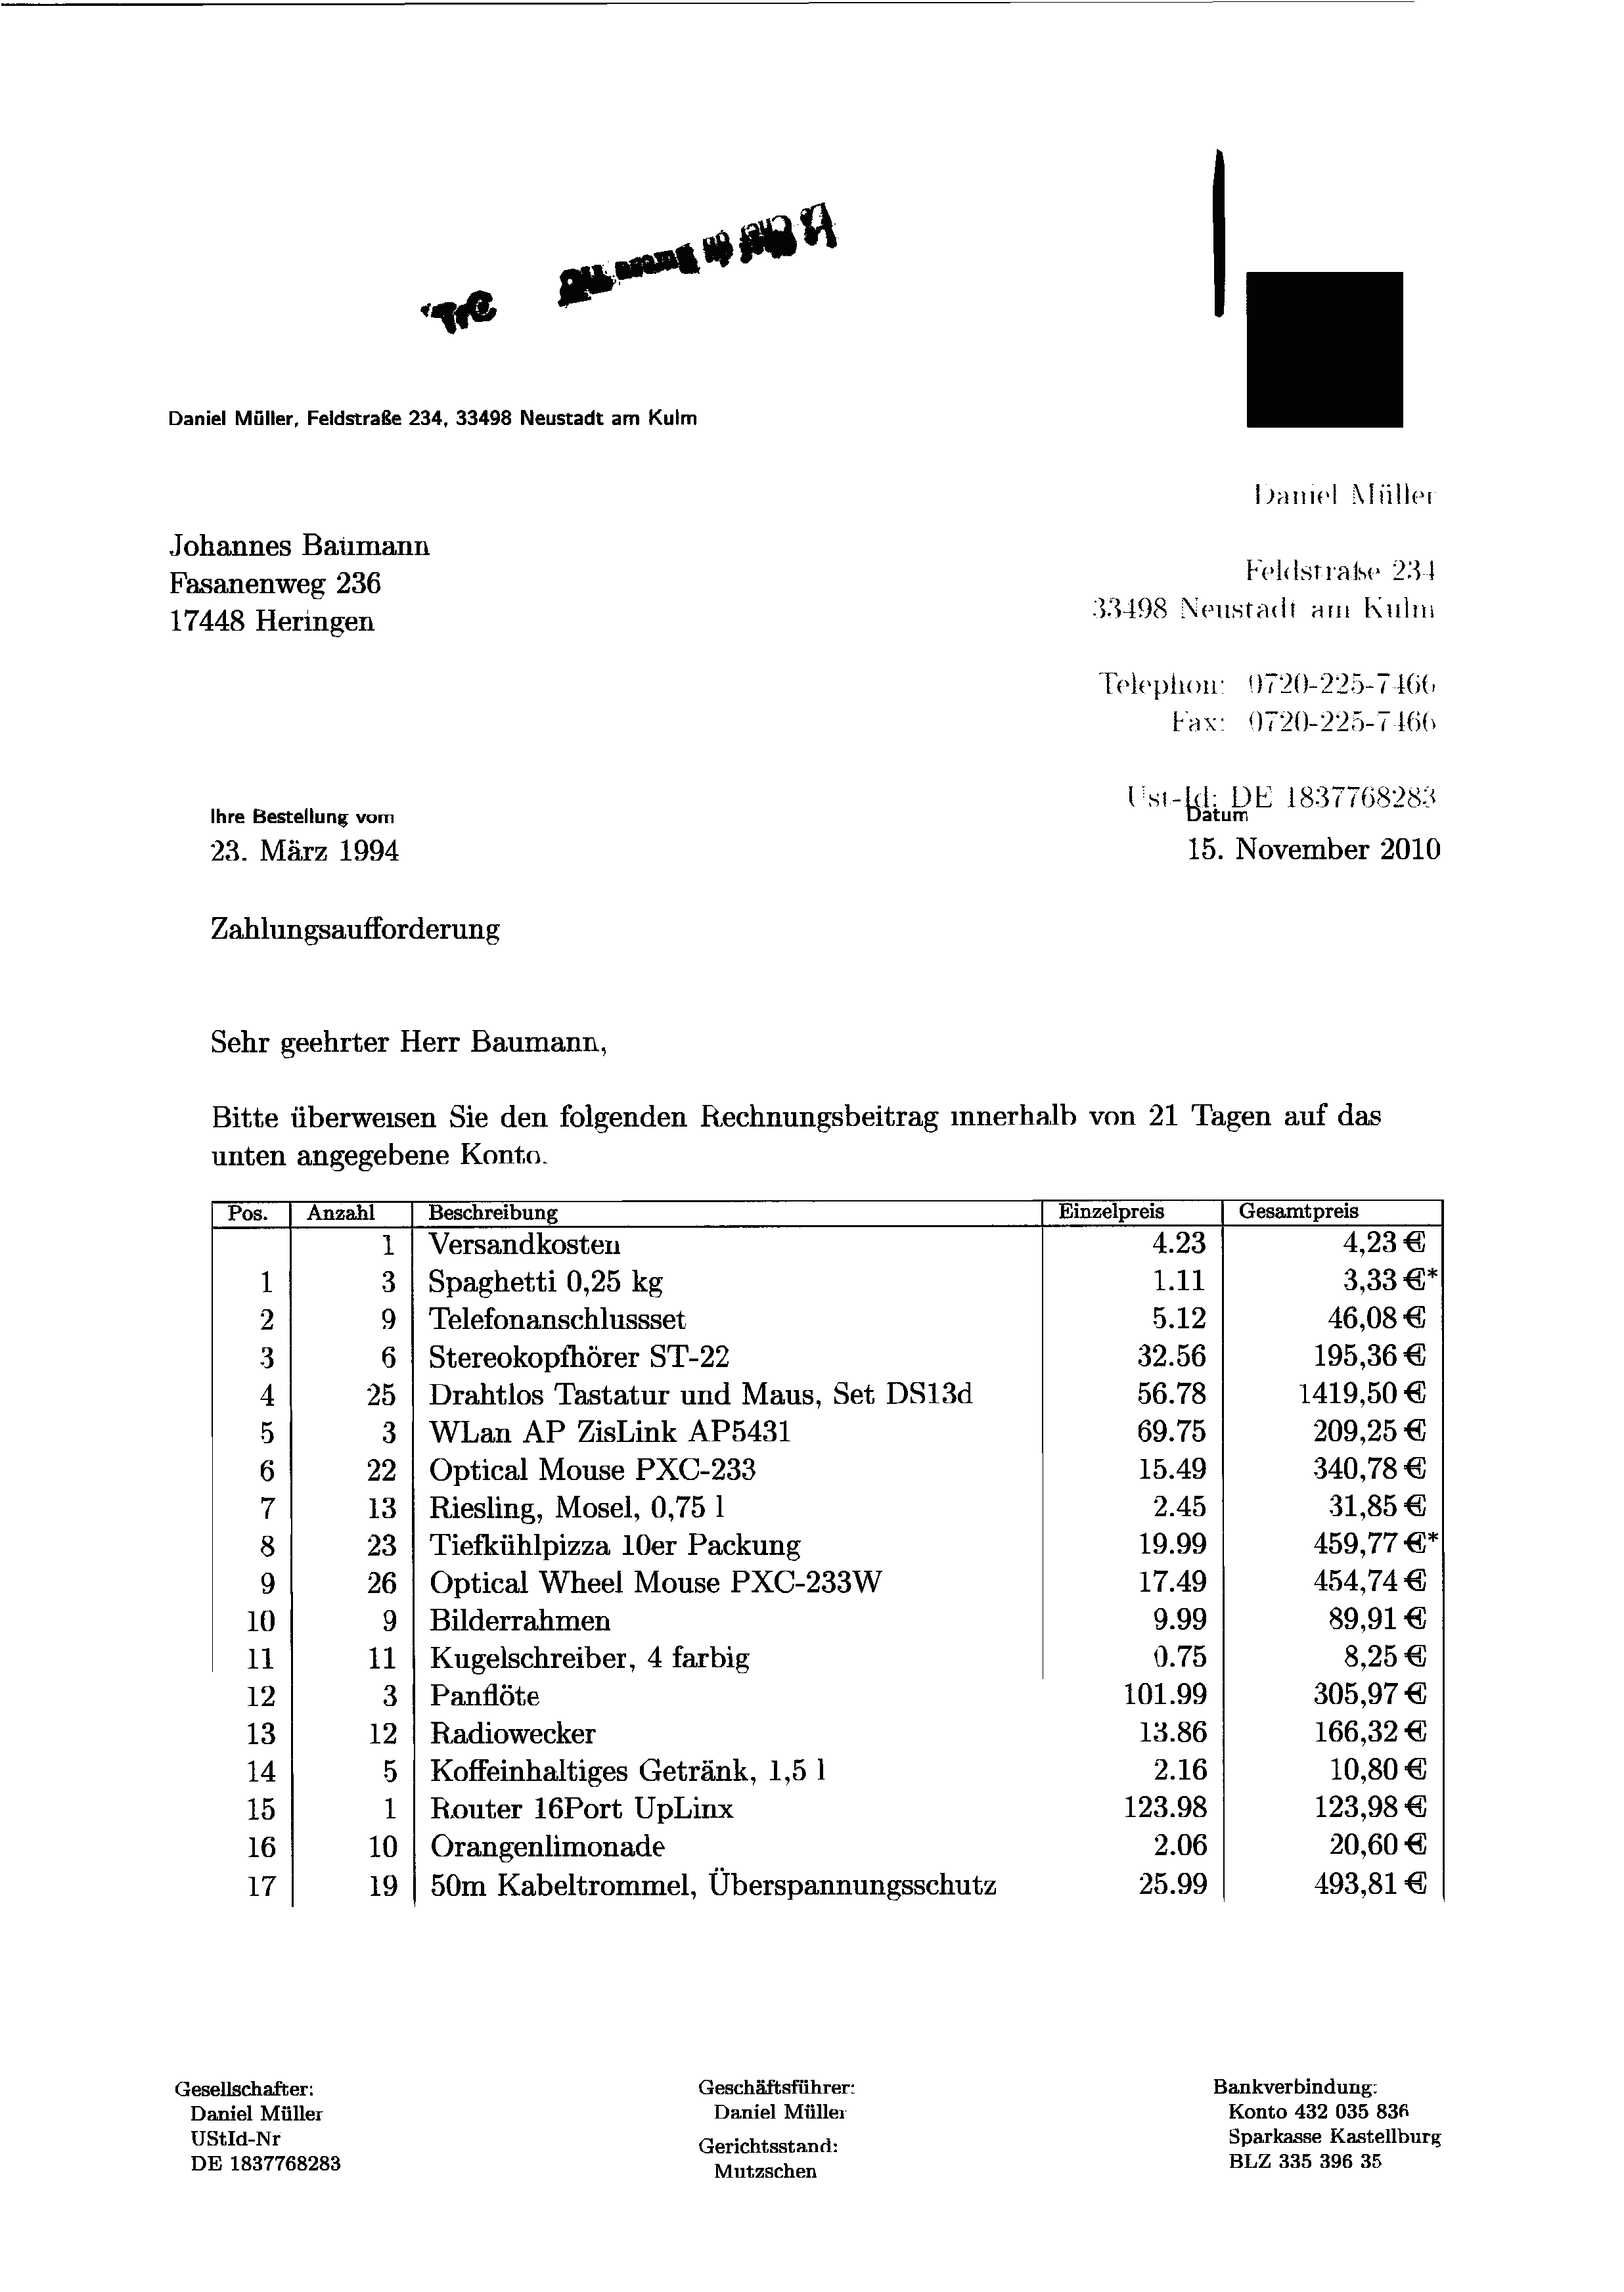 Daniel Müller, Feldstraße 234, 33498 Neustadt am Kulm
Daniel Müller
Feldstraße 234
33498 Neustadt am Kulm
Telephon: 0720-225-7466
Fax: 0720-225-7466
Ust-Id: DE 1837768283
Johannes Baumann
Fasanenweg 236
17448 Heringen
Ihre Bestellung vom
23. März 1994
Datum
15. November 2010
Zahlungsaufforderung
Sehr geehrter Herr Baumann,
Bitte überweisen Sie den folgenden Rechnungsbeitrag innerhalb von 21 Tagen auf das
unten angegebene Konto.
Pos. Anzahl Beschreibung Einzelpreis Gesamtpreis
1 Versandkosten 4.23 4,23 €
1 3 Spaghetti 0,25 kg 1.11 3,33 €*
2 9 Telefonanschlussset 5.12 46,08 €
3 6 Stereokopfhörer ST-22 32.56 195,36 €
4 25 Drahtlos Tastatur und Maus, Set DS13d 56.78 1419,50 €
5 3 WLan AP ZisLink AP5431 69.75 209,25 €
6 22 Optical Mouse PXC-233 15.49 340,78 €
7 13 Riesling, Mosel, 0,75 l 2.45 31,85 €
8 23 Tiefkühlpizza 10er Packung 19.99 459,77 €*
9 26 Optical Wheel Mouse PXC-233W 17.49 454,74 €
10 9 Bilderrahmen 9.99 89,91 €
11 11 Kugelschreiber, 4 farbig 0.75 8,25 €
12 3 Panflöte 101.99 305,97 €
13 12 Radiowecker 13.86 166,32 €
14 5 Koffeinhaltiges Getränk, 1,5 l 2.16 10,80 €
15 1 Router 16Port UpLinx 123.98 123,98 €
16 10 Orangenlimonade 2.06 20,60 €
17 19 50m Kabeltrommel, Überspannungsschutz 25.99 493,81 €
Gesellschafter:
Daniel Müller
UStId-Nr
DE 1837768283
Geschäftsführer:
Daniel Müller
Gerichtsstand:
Mutzschen
Bankverbindung:
Konto 432 035 836
Sparkasse Kastellburg
BLZ 335 396 35